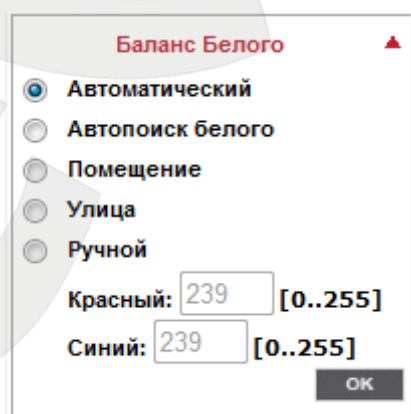 Баланс Белого
Автоматический
Автопоиск белого
Помещение
Улица
Ручной
Красный: 239 [0..255]
Синий: 239 [0..255]
OK